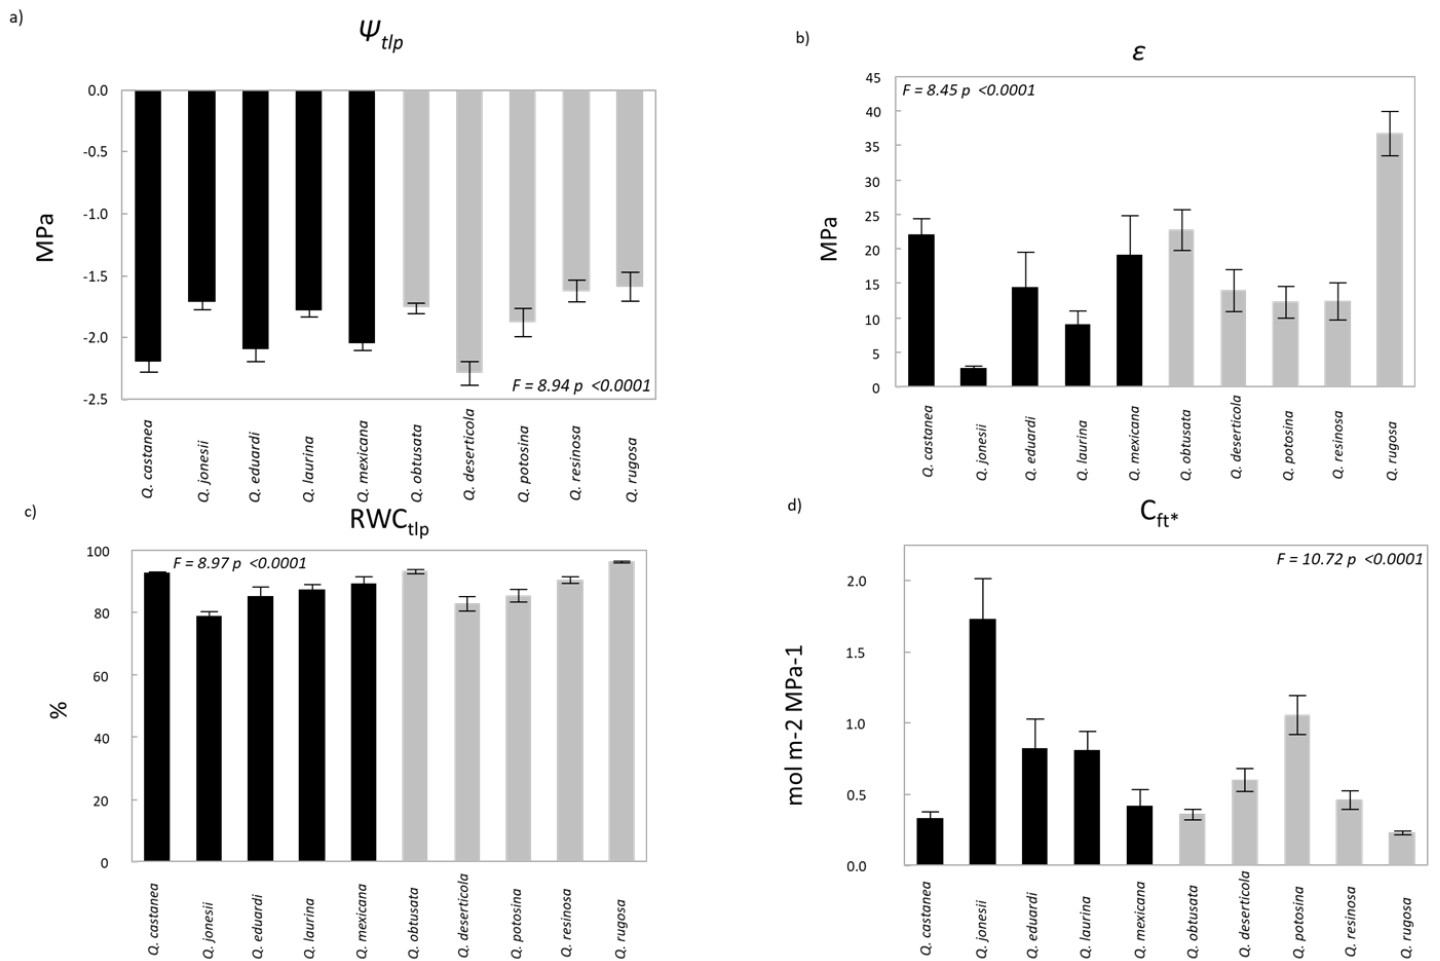 a)
Ψtlp
MPa
0.0
-0.5
-1.0
-1.5
-2.0
-2.5
F = 8.94 p <0.0001
Q. castanea
Q. jonesii
Q. eduardi
Q. laurina
Q. mexicana
Q. obtusata
Q. deserticola
Q. potosina
Q. resinosa
Q. rugosa
b)
ε
MPa
45
40
35
30
25
20
15
10
5
0
F = 8.45 p <0.0001
Q. castanea
Q. jonesii
Q. eduardi
Q. laurina
Q. mexicana
Q. obtusata
Q. deserticola
Q. potosina
Q. resinosa
Q. rugosa
c)
RWCtlp
%
100
80
60
40
20
0
F = 8.97 p <0.0001
Q. castanea
Q. jonesii
Q. eduardi
Q. laurina
Q. mexicana
Q. obtusata
Q. deserticola
Q. potosina
Q. resinosa
Q. rugosa
d)
Cft*
mol m-2 MPa-1
2.0
1.5
1.0
0.5
0.0
F = 10.72 p <0.0001
Q. castanea
Q. jonesii
Q. eduardi
Q. laurina
Q. mexicana
Q. obtusata
Q. deserticola
Q. potosina
Q. resinosa
Q. rugosa